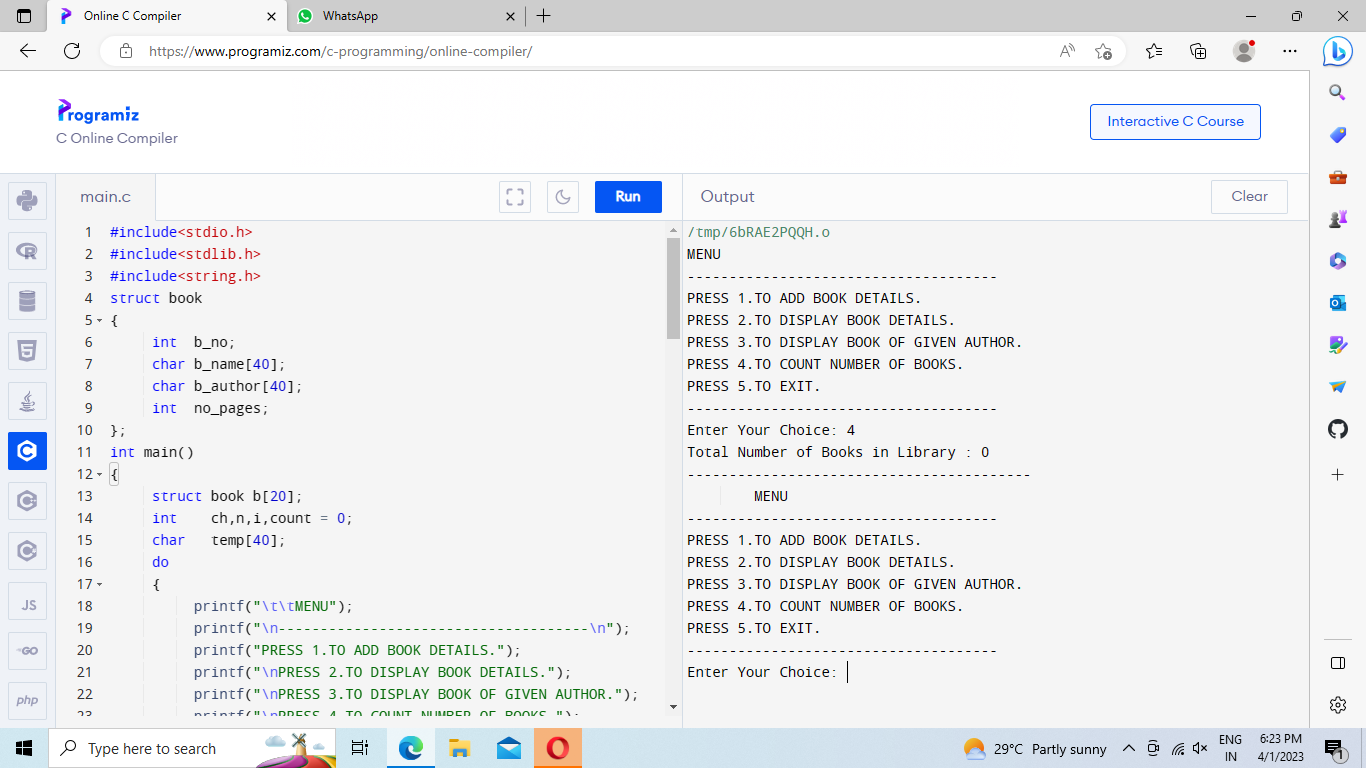 Online C Compiler
WhatsApp
https://www.programiz.com/c-programming/online-compiler/
Programiz
C Online Compiler
Interactive C Course
main.c
Run
Output
Clear
1 #include<stdio.h>
2 #include<stdlib.h>
3 #include<string.h>
4 struct book
5 {
6 int b_no;
7 char b_name[40];
8 char b_author[40];
9 int no_pages;
10 };
11 int main()
12 {
13 struct book b[20];
14 int ch,n,i,count = 0;
15 char temp[40];
16 do
17 {
18 printf("\t\tMENU");
19 printf("\n-------------------------------------\n");
20 printf("PRESS 1.TO ADD BOOK DETAILS.");
21 printf("\nPRESS 2.TO DISPLAY BOOK DETAILS.");
22 printf("\nPRESS 3.TO DISPLAY BOOK OF GIVEN AUTHOR.");
23 printf("\nPRESS 4.TO COUNT NUMBER OF BOOKS.");
/tmp/6bRAE2PQQH.o
MENU
-------------------------------------
PRESS 1.TO ADD BOOK DETAILS.
PRESS 2.TO DISPLAY BOOK DETAILS.
PRESS 3.TO DISPLAY BOOK OF GIVEN AUTHOR.
PRESS 4.TO COUNT NUMBER OF BOOKS.
PRESS 5.TO EXIT.
-------------------------------------
Enter Your Choice: 4
Total Number of Books in Library : 0
-----------------------------------------
MENU
-------------------------------------
PRESS 1.TO ADD BOOK DETAILS.
PRESS 2.TO DISPLAY BOOK DETAILS.
PRESS 3.TO DISPLAY BOOK OF GIVEN AUTHOR.
PRESS 4.TO COUNT NUMBER OF BOOKS.
PRESS 5.TO EXIT.
-------------------------------------
Enter Your Choice:
JS
GO
php
Type here to search
29°C Partly sunny
ENG
IN
6:23 PM
4/1/2023
1